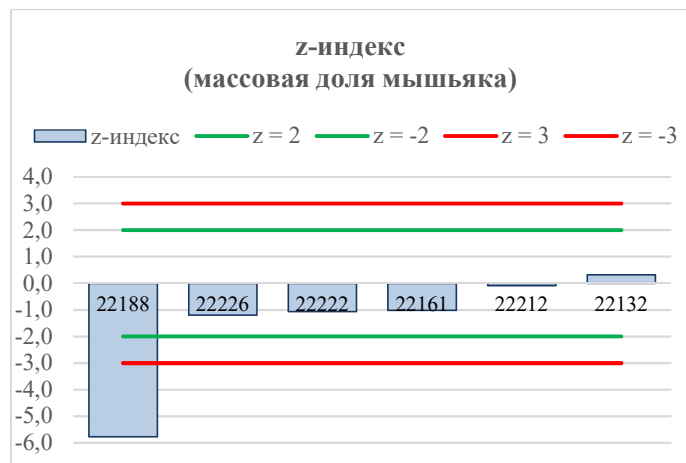 z-индекс
(массовая доля мышьяка)
z-индекс z = 2 z = -2 z = 3 z = -3
4,0
3,0
2,0
1,0
0,0
22188 22226 22222 22161 22212 22132
-1,0
-2,0
-3,0
-4,0
-5,0
-6,0